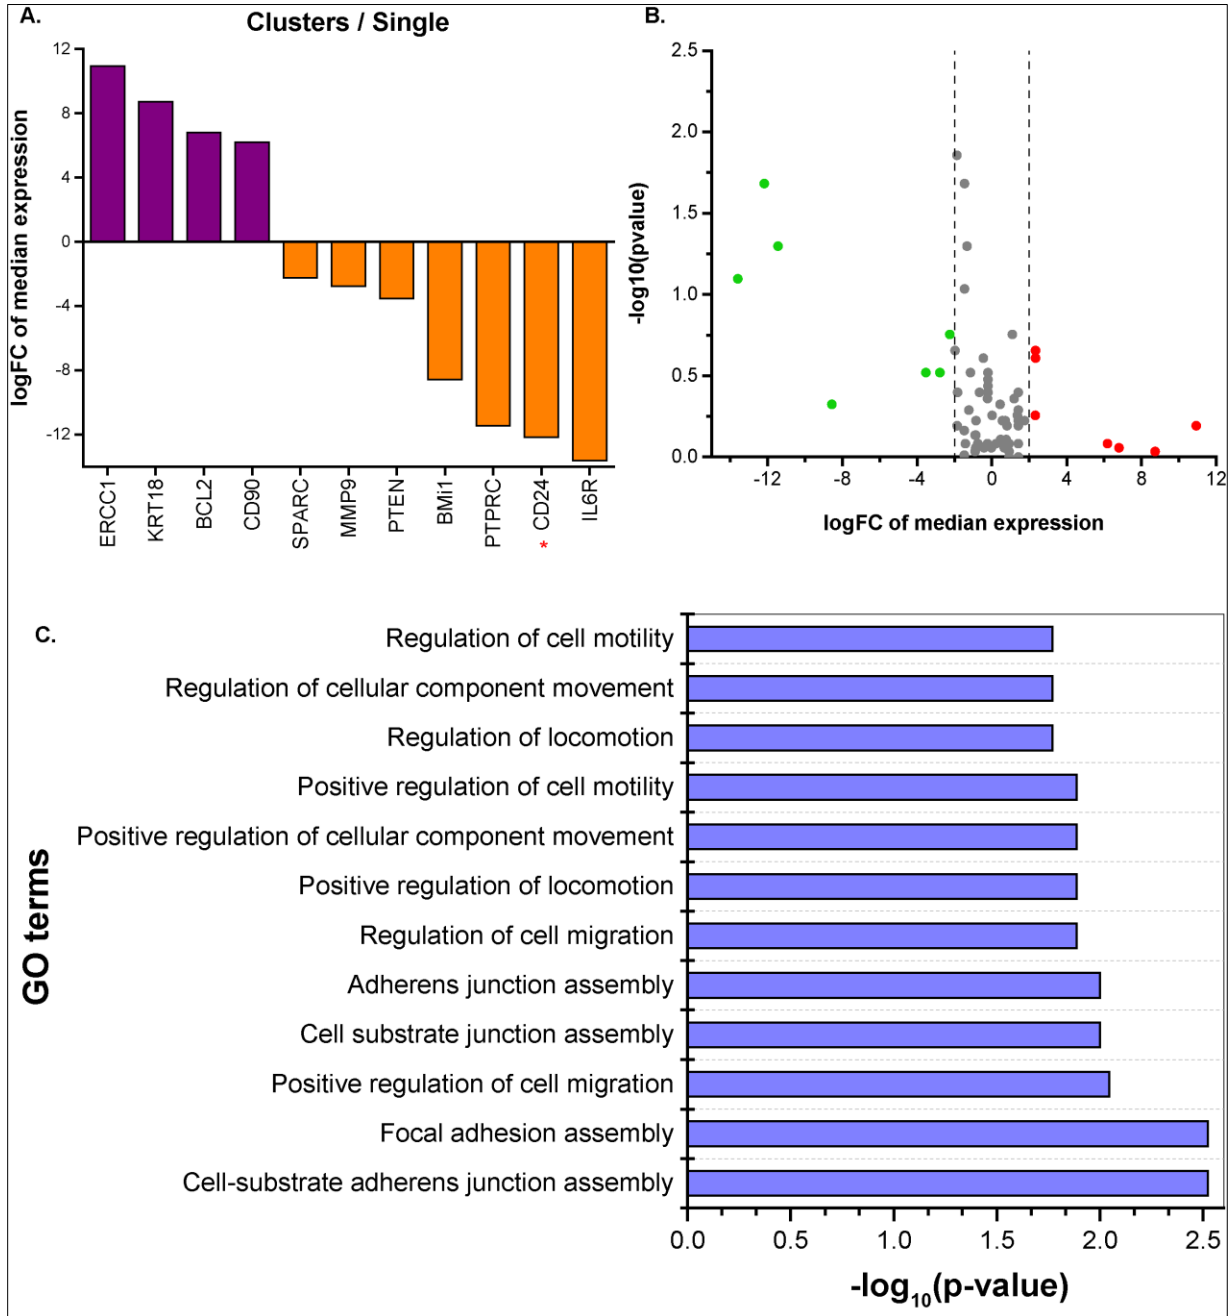 A.
Clusters / Single
logFC of median expression
12
8
4
0
-4
-8
-12
ERCC1
KRT18
BCL2
CD90
SPARC
MMP9
PTEN
BMi1
PTPRC
CD24
*
IL6R
B.
-log10(pvalue)
2.5
2.0
1.5
1.0
0.5
0.0
-12 -8 -4 0 4 8 12
logFC of median expression
C.
GO terms
Regulation of cell motility
Regulation of cellular component movement
Regulation of locomotion
Positive regulation of cell motility
Positive regulation of cellular component movement
Positive regulation of locomotion
Regulation of cell migration
Adherens junction assembly
Cell substrate junction assembly
Positive regulation of cell migration
Focal adhesion assembly
Cell-substrate adherens junction assembly
0.0 0.5 1.0 1.5 2.0 2.5
-log10(p-value)